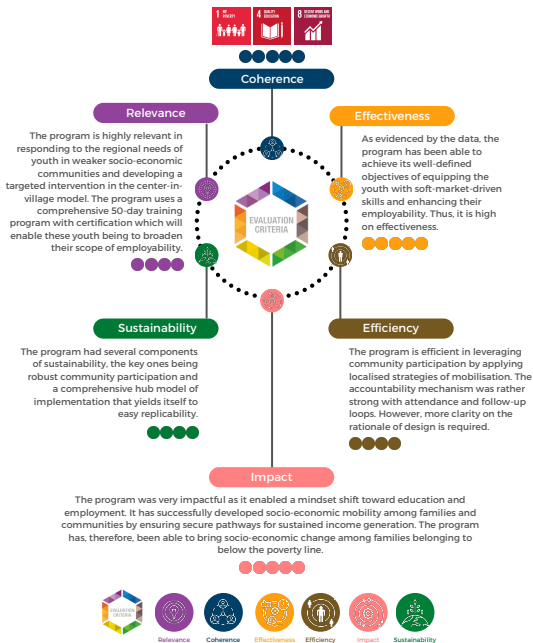 1 NO POVERTY
4 QUALITY EDUCATION
8 DECENT WORK AND ECONOMIC GROWTH
Coherence
Relevance
The program is highly relevant in
responding to the regional needs of
youth in weaker socio-economic
communities and developing a
targeted intervention in the center-in-
village model. The program uses a
comprehensive 50-day training
program with certification which will
enable these youth being to broaden
their scope of employability.
Effectiveness
As evidenced by the data, the
program has been able to
achieve its well-defined
objectives of equipping the
youth with soft-market-driven
skills and enhancing their
employability. Thus, it is high
on effectiveness.
EVALUATION
CRITERIA
Sustainability
The program had several components
of sustainability, the key ones being
robust community participation and
a comprehensive hub model of
implementation that yields itself to
easy replicability.
Efficiency
The program is efficient in leveraging
community participation by applying
localised strategies of mobilisation. The
accountability mechanism was rather
strong with attendance and follow-up
loops. However, more clarity on the
rationale of design is required.
Impact
The program was very impactful as it enabled a mindset shift toward education and
employment. It has successfully developed socio-economic mobility among families and
communities by ensuring secure pathways for sustained income generation. The program
has, therefore, been able to bring socio-economic change among families belonging to
below the poverty line.
EVALUATION
CRITERIA
Relevance
Coherence
Effectiveness
Efficiency
Impact
Sustainability